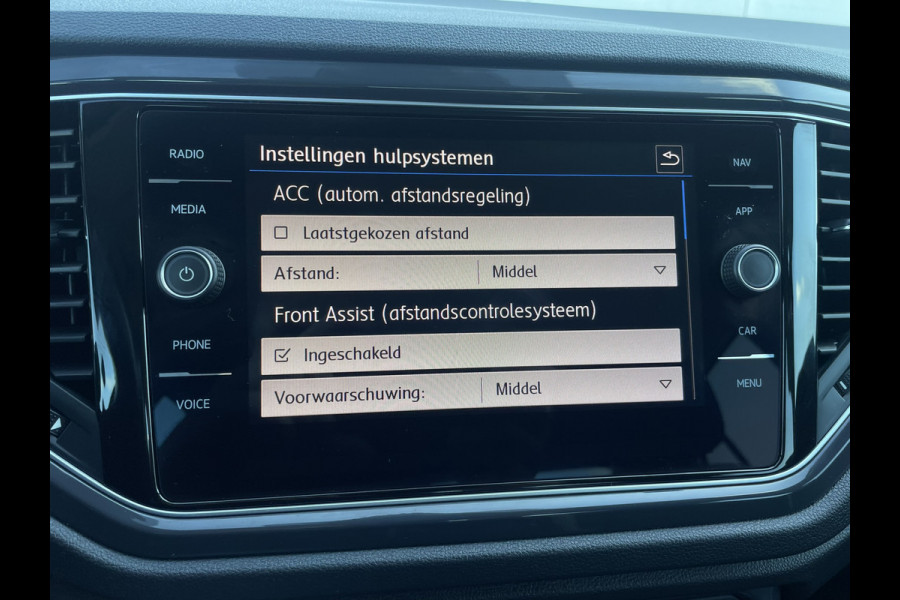 RADIO
MEDIA
PHONE
VOICE
Instellingen hulpsystemen
ACC (autom. afstandsregeling)
Laatstgekozen afstand
Afstand: Middel
Front Assist (afstandscontrolesysteem)
Ingeschakeld
Voorwaarschuwing: Middel
NAV
APP
CAR
MENU